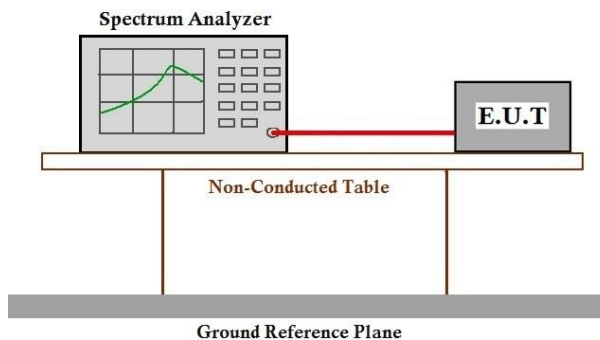 Spectrum Analyzer
E.U.T
Non-Conducted Table
Ground Reference Plane